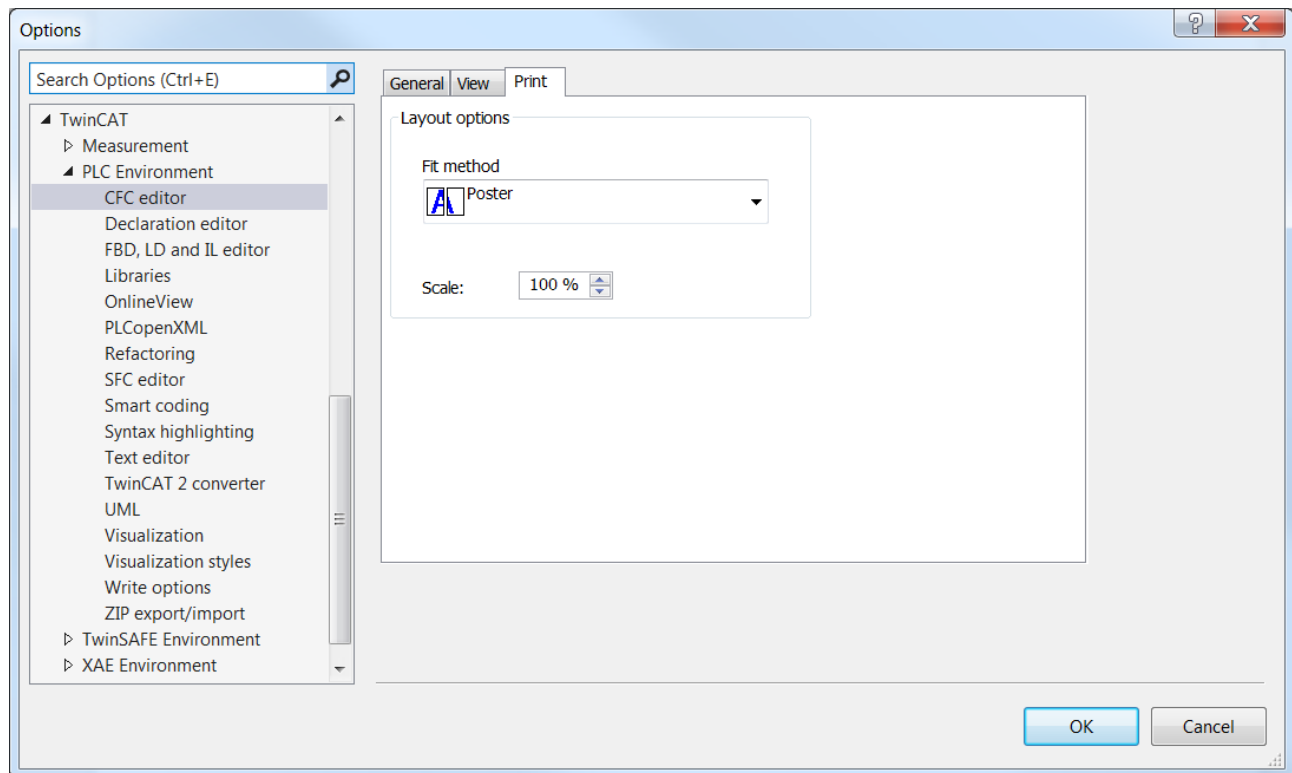 Options
Search Options (Ctrl+E)
TwinCAT
Measurement
PLC Environment
CFC editor
Declaration editor
FBD, LD and IL editor
Libraries
OnlineView
PLCopenXML
Refactoring
SFC editor
Smart coding
Syntax highlighting
Text editor
TwinCAT 2 converter
UML
Visualization
Visualization styles
Write options
ZIP export/import
TwinSAFE Environment
XAE Environment
General View Print
Layout options
Fit method
Poster
Scale: 100 %
OK Cancel